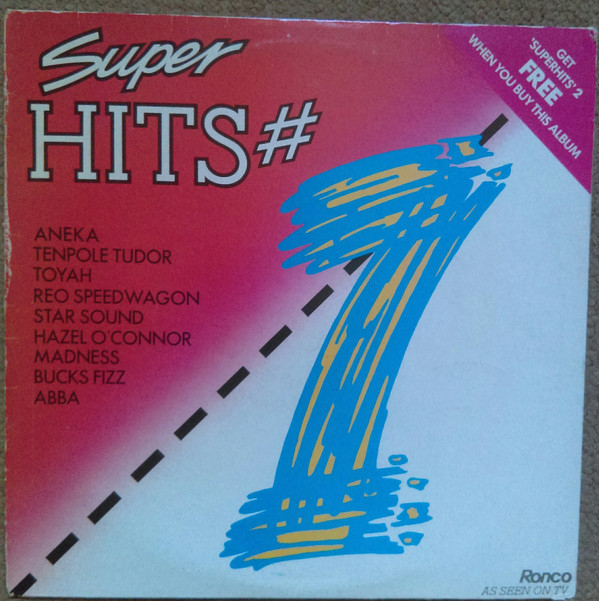 Super
HITS#
1
GET
'SUPERHITS' 2
FREE
WHEN YOU BUY THIS ALBUM
ANEKA
TENPOLE TUDOR
TOYAH
REO SPEEDWAGON
STAR SOUND
HAZEL O'CONNOR
MADNESS
BUCKS FIZZ
ABBA
Ronco
AS SEEN ON TV